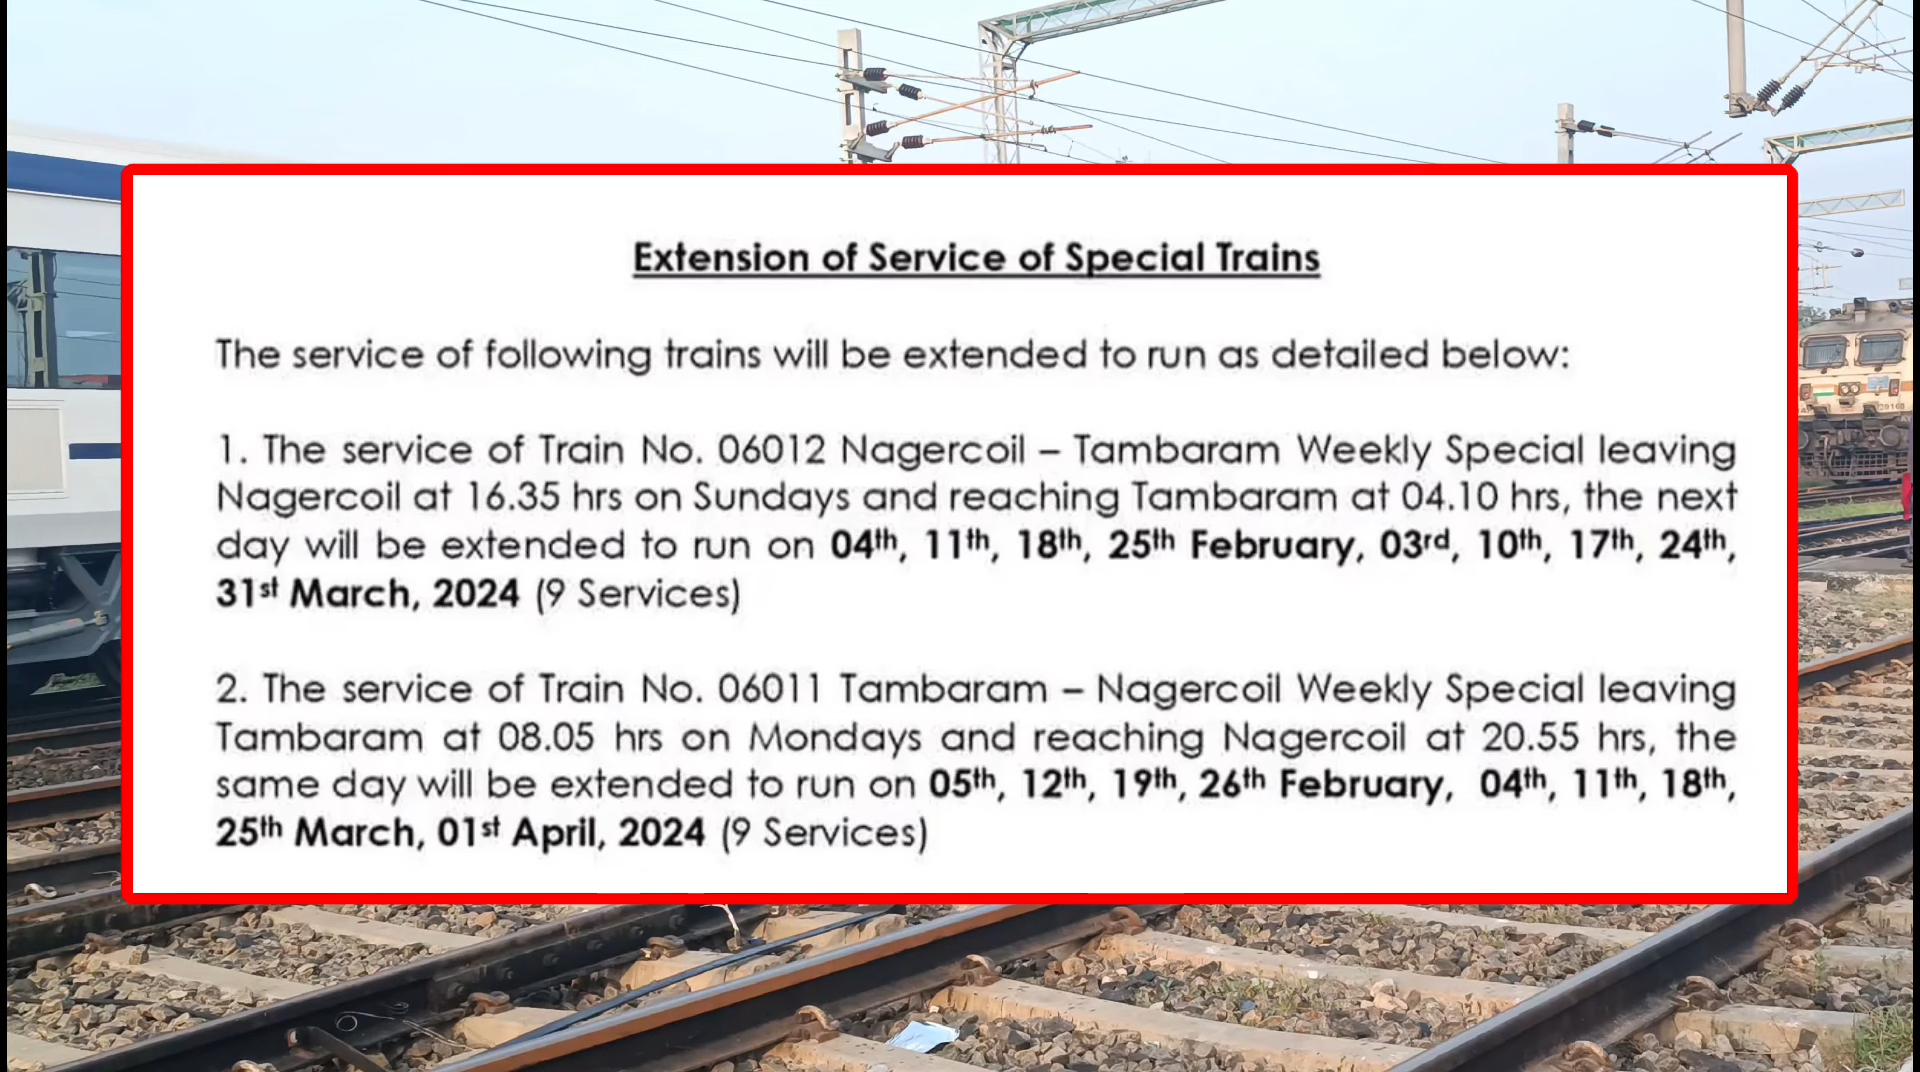 Extension of Service of Special Trains
The service of following trains will be extended to run as detailed below:
1. The service of Train No. 06012 Nagercoil – Tambaram Weekly Special leaving
Nagercoil at 16.35 hrs on Sundays and reaching Tambaram at 04.10 hrs, the next
day will be extended to run on 04th, 11th, 18th, 25th February, 03rd, 10th, 17th, 24th,
31st March, 2024 (9 Services)
2. The service of Train No. 06011 Tambaram – Nagercoil Weekly Special leaving
Tambaram at 08.05 hrs on Mondays and reaching Nagercoil at 20.55 hrs, the
same day will be extended to run on 05th, 12th, 19th, 26th February, 04th, 11th, 18th,
25th March, 01st April, 2024 (9 Services)